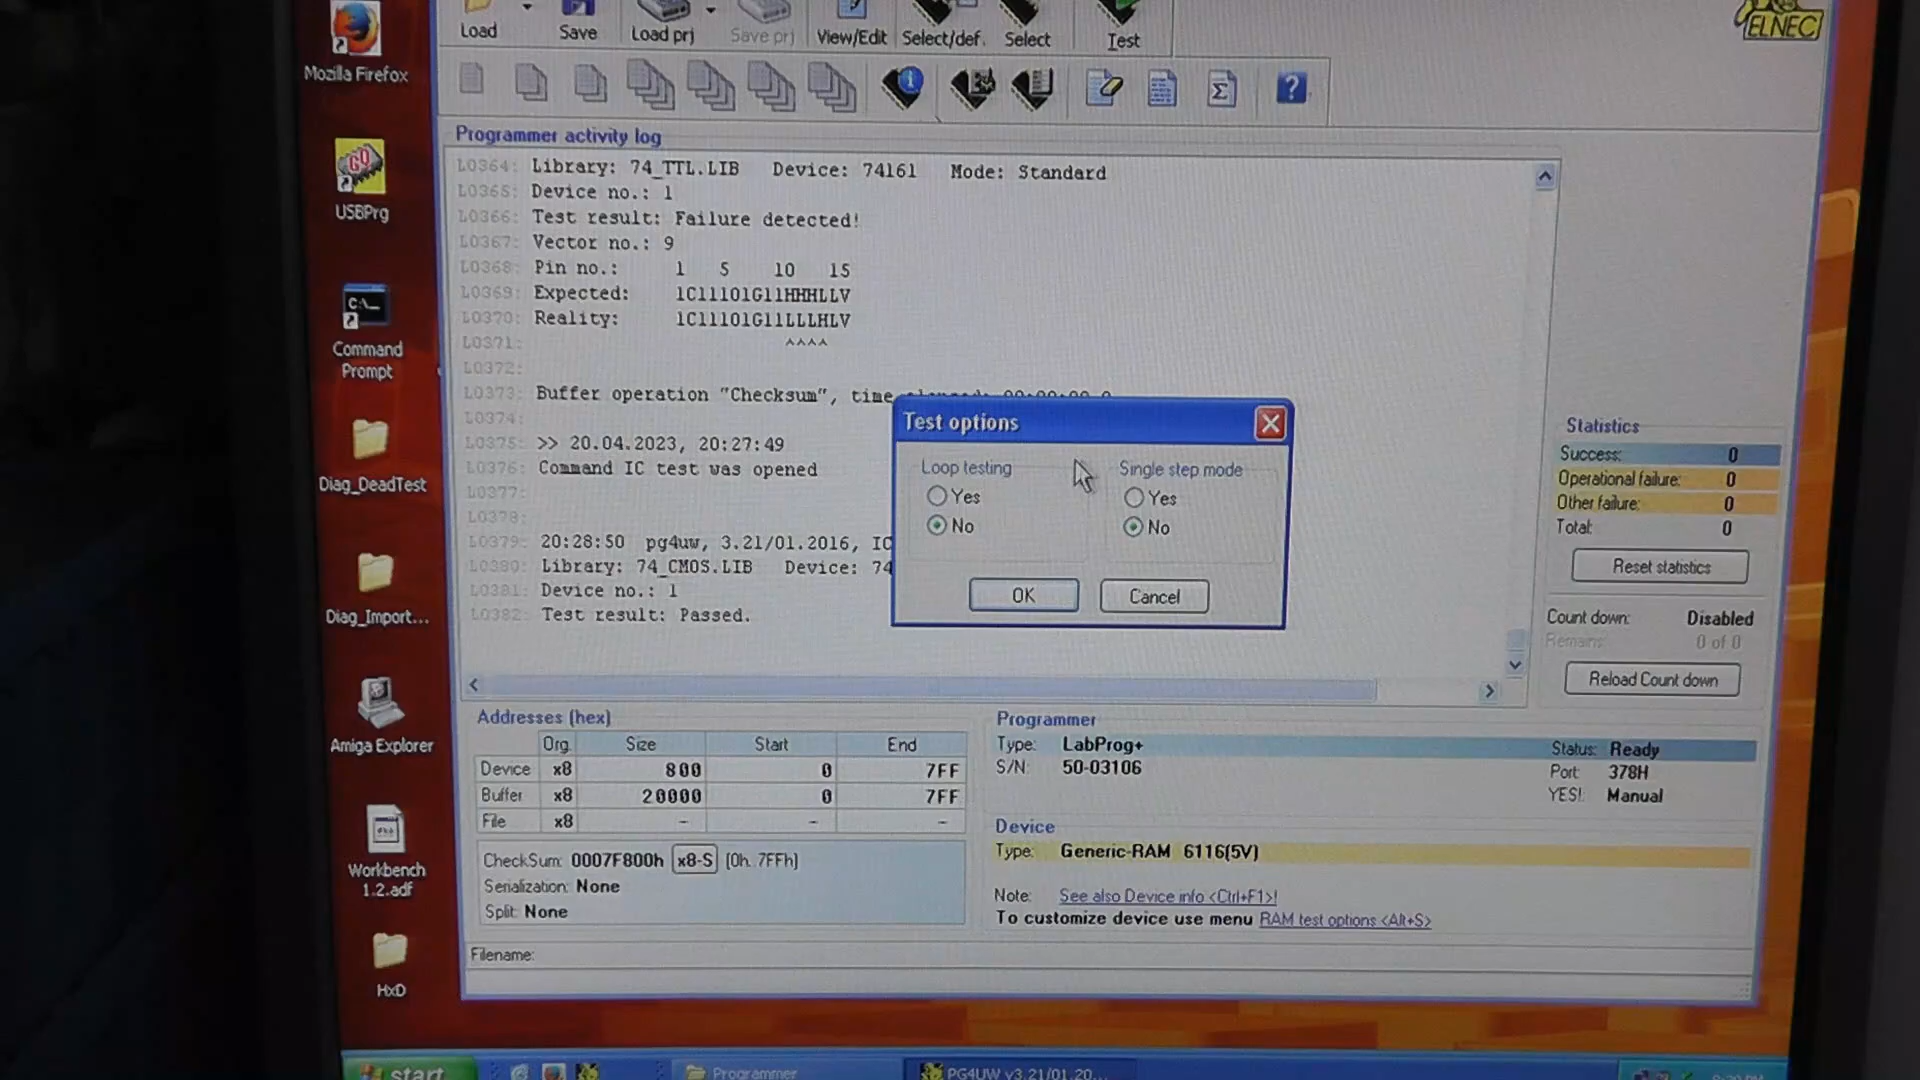 Load
Save
Load prj
Save prj
View/Edit
Select/def.
Select
Test
ELNEC
Mozilla Firefox
USBPrg
Command
Prompt
Diag_DeadTest
Diag_Import...
Amiga Explorer
Workbench
1.2.adf
HxD
Programmer activity log
L0364: Library: 74_TTL.LIB Device: 74161 Mode: Standard
L0365: Device no.: 1
L0366: Test result: Failure detected!
L0367: Vector no.: 9
L0368: Pin no.: 1 5 10 15
L0369: Expected: 1C11101G11HHHLLV
L0370: Reality: 1C11101G11LLLHLV
L0371: ^^^^
L0372:
L0373: Buffer operation "Checksum", time
L0374:
L0375: >> 20.04.2023, 20:27:49
L0376: Command IC test was opened
L0377:
L0378:
L0379: 20:28:50 pg4uw, 3.21/01.2016, IC
L0380: Library: 74_CMOS.LIB Device: 74
L0381: Device no.: 1
L0382: Test result: Passed.
Test options
Loop testing
Yes
No
Single step mode
Yes
No
OK
Cancel
Statistics
Success: 0
Operational failure: 0
Other failure: 0
Total: 0
Reset statistics
Count down: Disabled
Remains: 0 of 0
Reload Count down
Addresses (hex)
Org. Size Start End
Device x8 800 0 7FF
Buffer x8 20000 0 7FF
File x8 - - -
CheckSum: 0007F800h x8-S [0h. 7FFh]
Serialization: None
Split: None
Programmer
Type: LabProg+
S/N: 50-03106
Status: Ready
Port: 378H
YES!: Manual
Device
Type: Generic-RAM 6116(5V)
Note: See also Device info <Ctrl+F1>!
To customize device use menu RAM test options <Alt+S>
Filename:
start
Programmer
PG4UW v3.21/01.20...